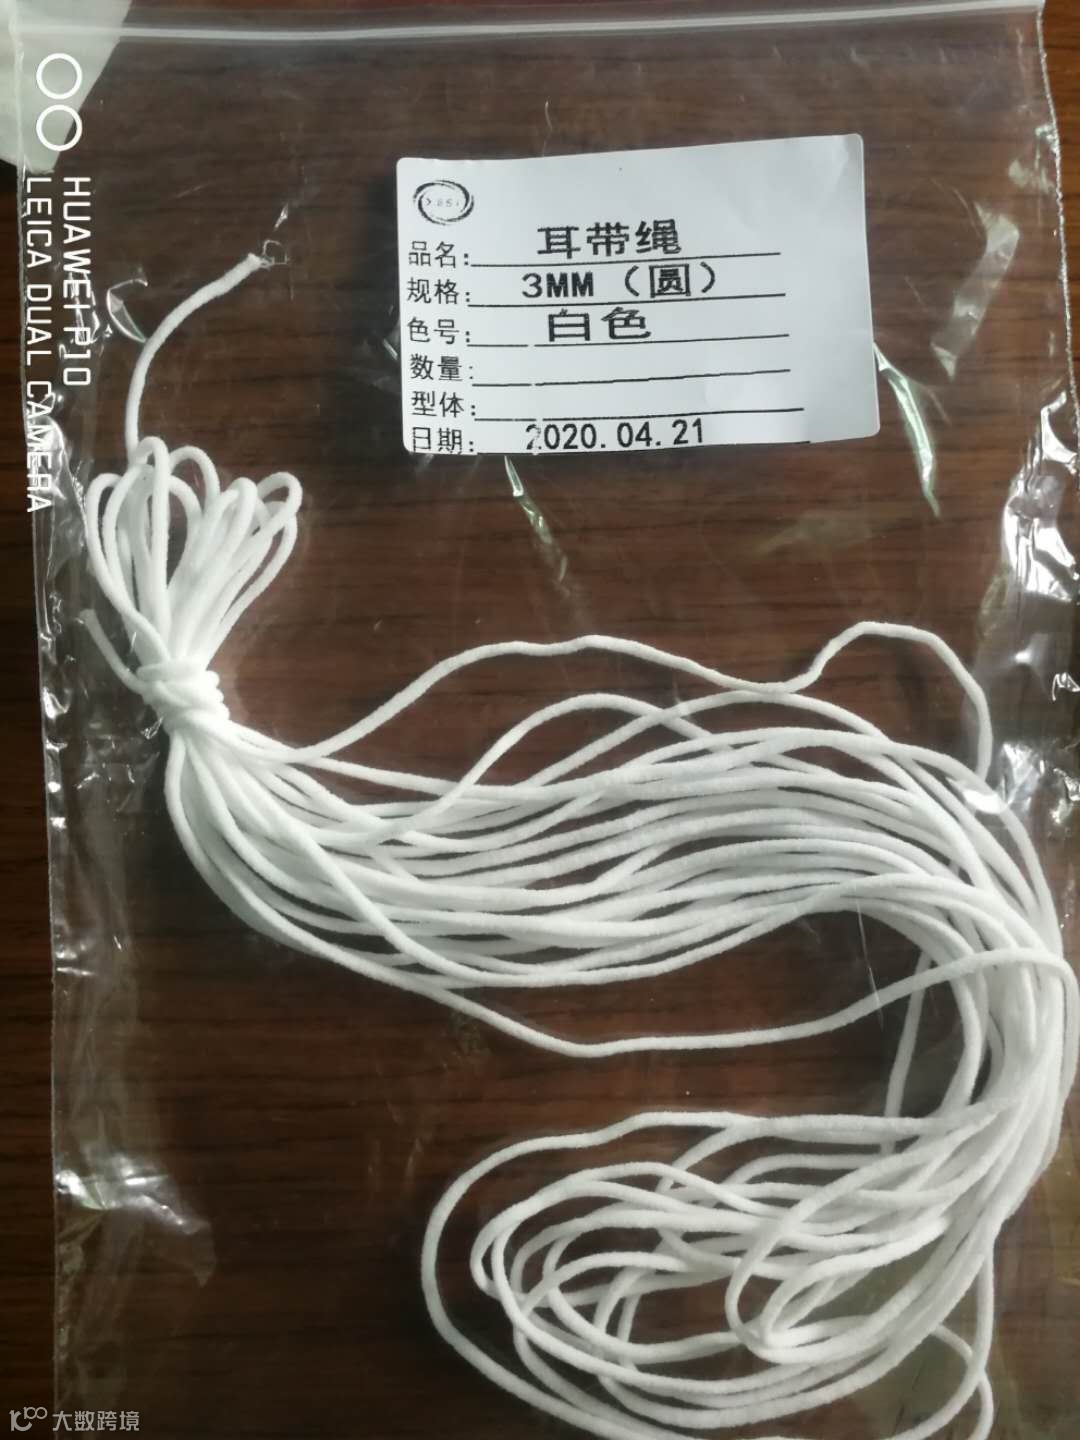 HUAWEI P10
LEICA DUAL CAMERA
品名: 耳带绳
规格: 3MM (圆)
色号: 白色
数量:
型体:
日期: 2020.04.21
大数跨境